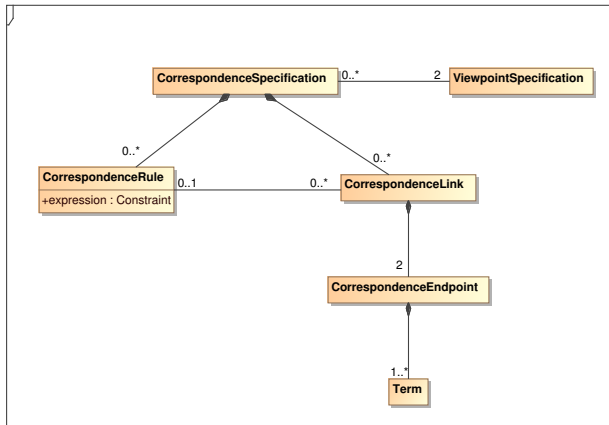 CorrespondenceSpecification
0..*
2
ViewpointSpecification
0..*
0..*
CorrespondenceRule
+expression : Constraint
0..1
0..*
CorrespondenceLink
2
CorrespondenceEndpoint
1..*
Term